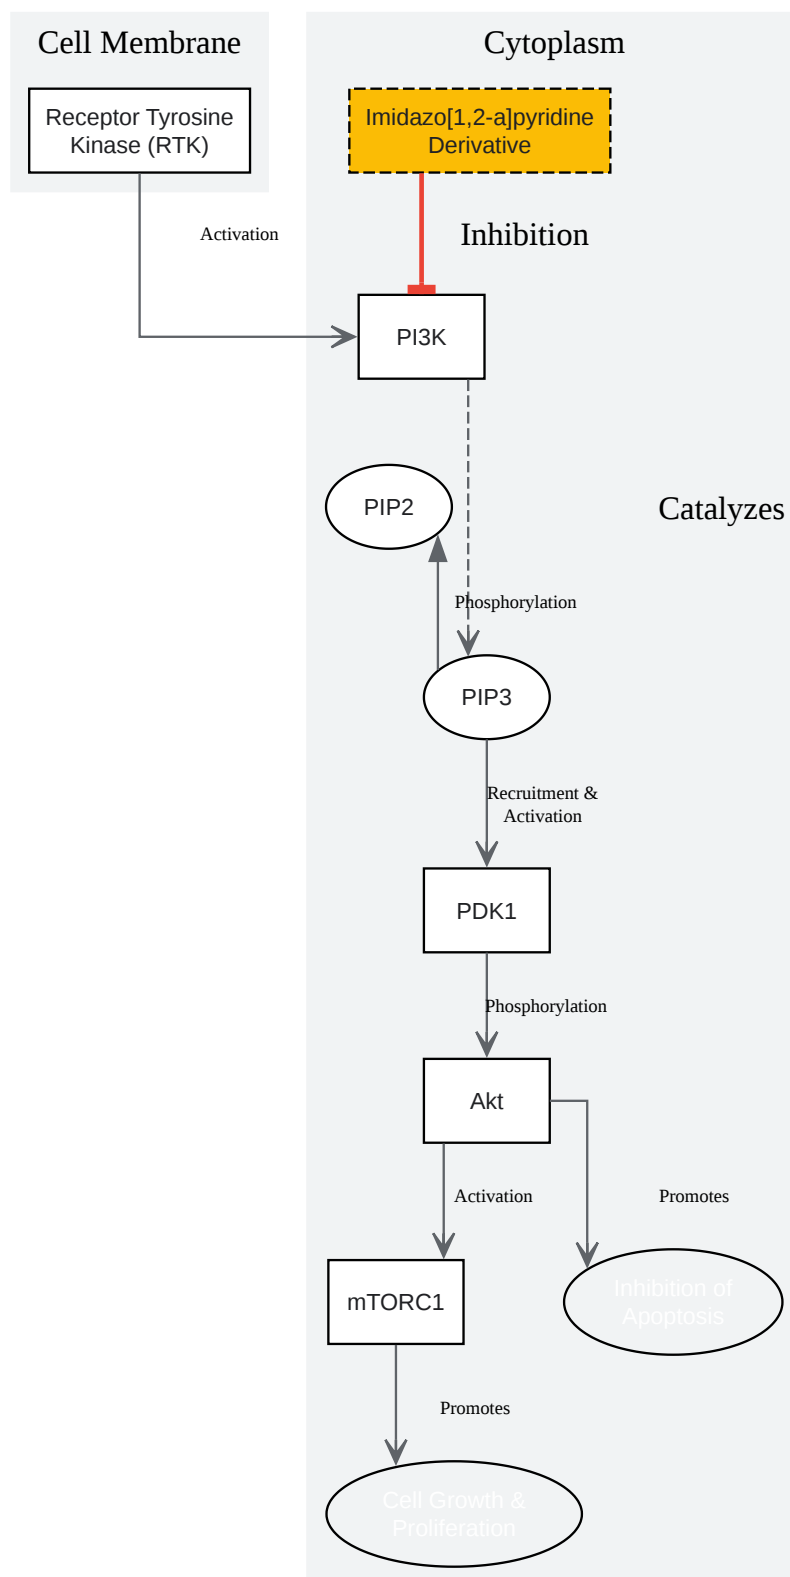 Cell Membrane
Cytoplasm
Receptor Tyrosine
Kinase (RTK)
Imidazo[1,2-a]pyridine
Derivative
Activation
Inhibition
PI3K
PIP2
Catalyzes
Phosphorylation
PIP3
Recruitment &
Activation
PDK1
Phosphorylation
Akt
Activation
Promotes
Inhibition of
Apoptosis
mTORC1
Promotes
Cell Growth &
Proliferation